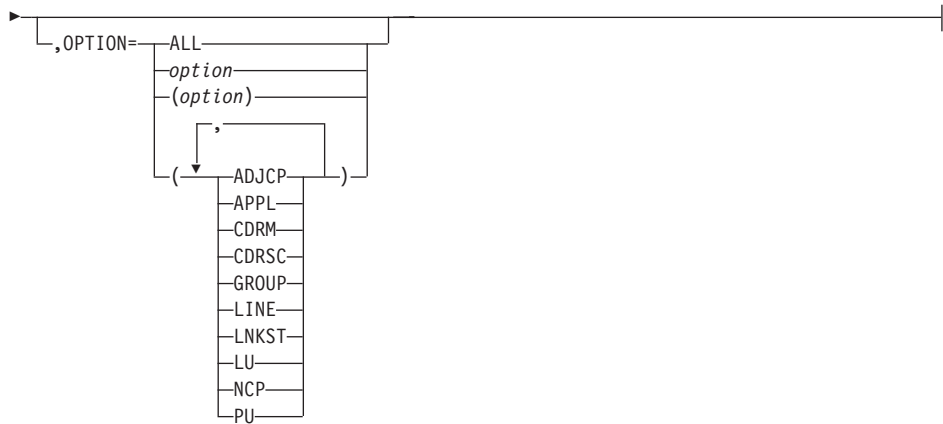 ,OPTION= ALL
option
(option)
,
( ADJCP )
APPL
CDRM
CDRSC
GROUP
LINE
LNKST
LU
NCP
PU